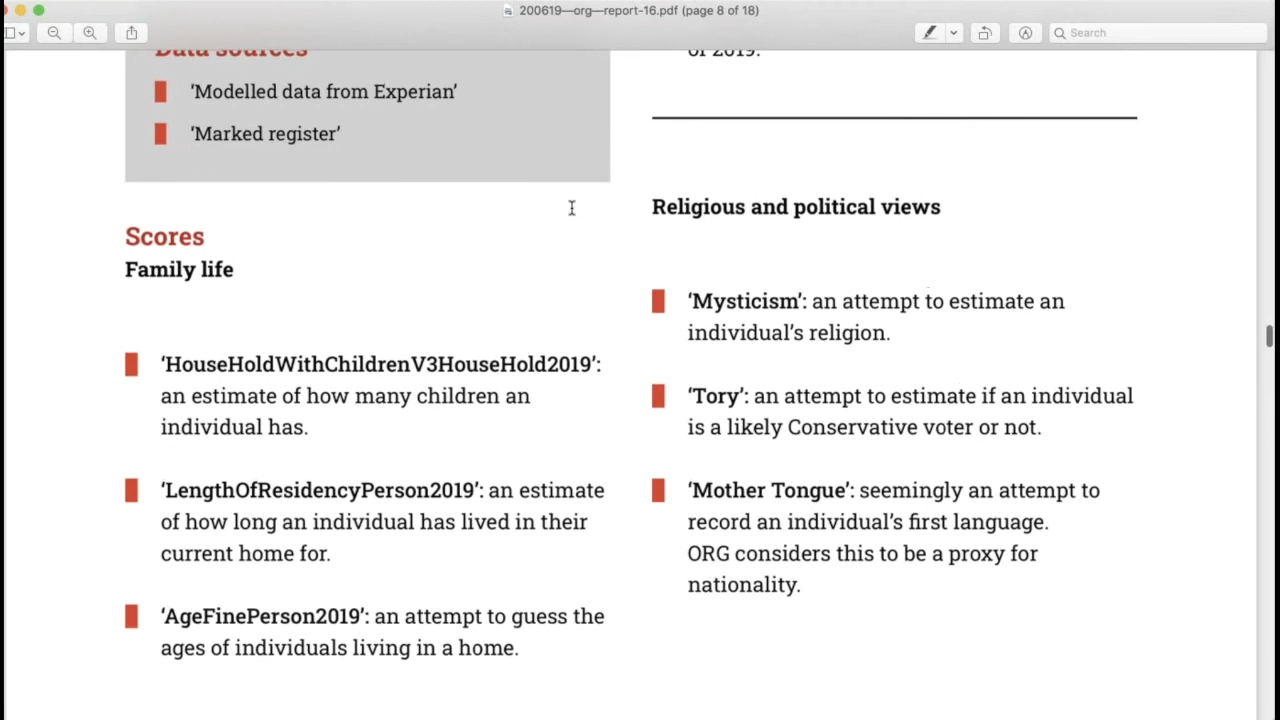 200619—org—report-16.pdf (page 8 of 18)
Search
Data sources
‘Modelled data from Experian’
‘Marked register’
Scores
Family life
‘HouseHoldWithChildrenV3HouseHold2019’:
an estimate of how many children an
individual has.
‘LengthOfResidencyPerson2019’: an estimate
of how long an individual has lived in their
current home for.
‘AgeFinePerson2019’: an attempt to guess the
ages of individuals living in a home.
of 2019.
Religious and political views
‘Mysticism’: an attempt to estimate an
individual’s religion.
‘Tory’: an attempt to estimate if an individual
is a likely Conservative voter or not.
‘Mother Tongue’: seemingly an attempt to
record an individual’s first language.
ORG considers this to be a proxy for
nationality.